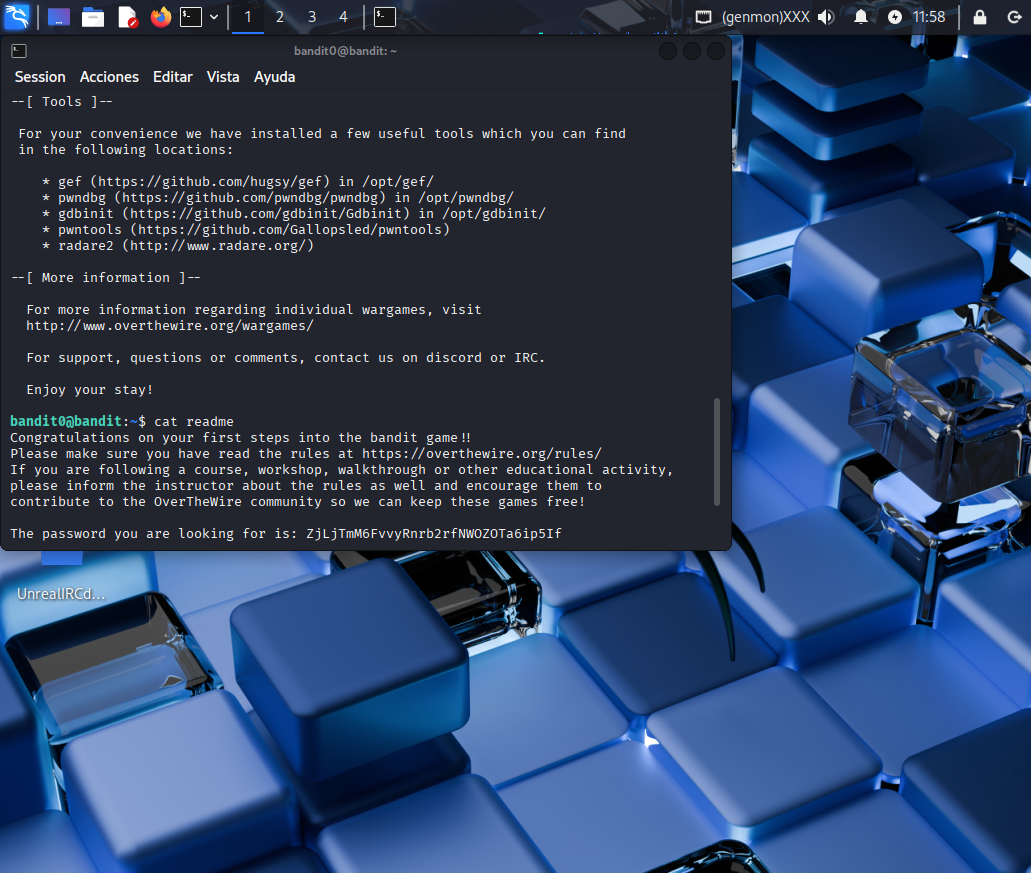 1 2 3 4 (genmon)XXX 11:58
bandit0@bandit: ~
Session Acciones Editar Vista Ayuda
--[ Tools ]--
For your convenience we have installed a few useful tools which you can find
in the following locations:
* gef (https://github.com/hugsy/gef) in /opt/gef/
* pwndbg (https://github.com/pwndbg/pwndbg) in /opt/pwndbg/
* gdbinit (https://github.com/gdbinit/Gdbinit) in /opt/gdbinit/
* pwntools (https://github.com/Gallopsled/pwntools)
* radare2 (http://www.radare.org/)
--[ More information ]--
For more information regarding individual wargames, visit
http://www.overthewire.org/wargames/
For support, questions or comments, contact us on discord or IRC.
Enjoy your stay!
bandit0@bandit:~$ cat readme
Congratulations on your first steps into the bandit game!!
Please make sure you have read the rules at https://overthewire.org/rules/
If you are following a course, workshop, walkthrough or other educational activity,
please inform the instructor about the rules as well and encourage them to
contribute to the OverTheWire community so we can keep these games free!
The password you are looking for is: ZjLjTmM6FvvyRnrb2rfNWOZOTa6ip5If
UnrealIRCd...